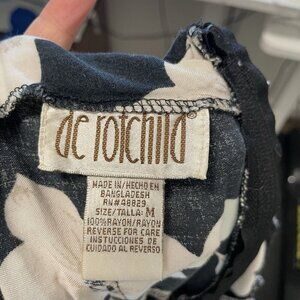 de rotchild®
MADE IN/HECHO EN
BANGLADESH
RN#48829
SIZE/TALLA: M
100%RAYON/RAYON
REVERSE FOR CARE
INSTUCCIONES DE
CUIDADO AL REVERSO